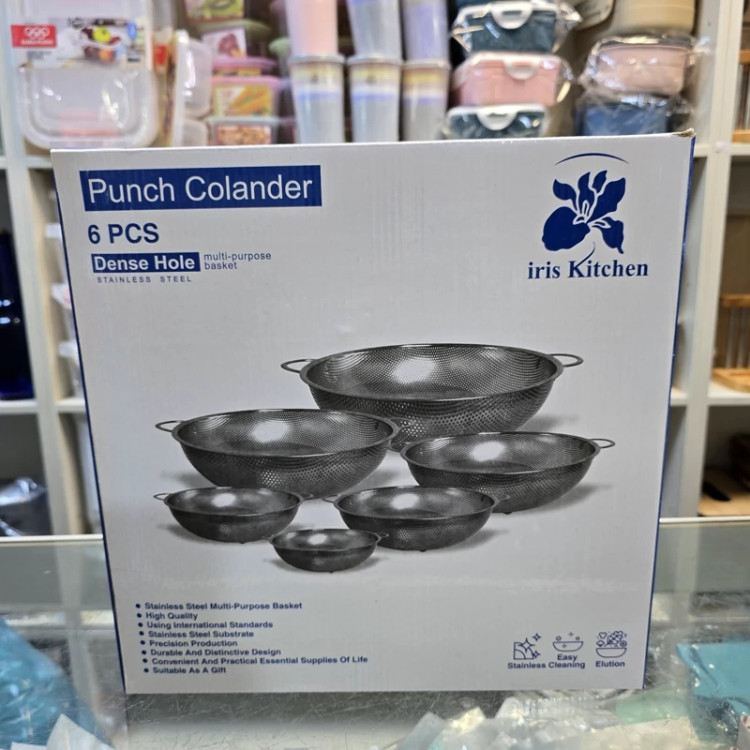 Punch Colander
6 PCS
Dense Hole
multi-purpose
basket
STAINLESS STEEL
iris Kitchen
Stainless Steel Multi-Purpose Basket
High Quality
Using International Standards
Stainless Steel Substrate
Precision Production
Durable And Distinctive Design
Convenient And Practical Essential Supplies Of Life
Suitable As A Gift
Stainless
Easy
Cleaning
Elution